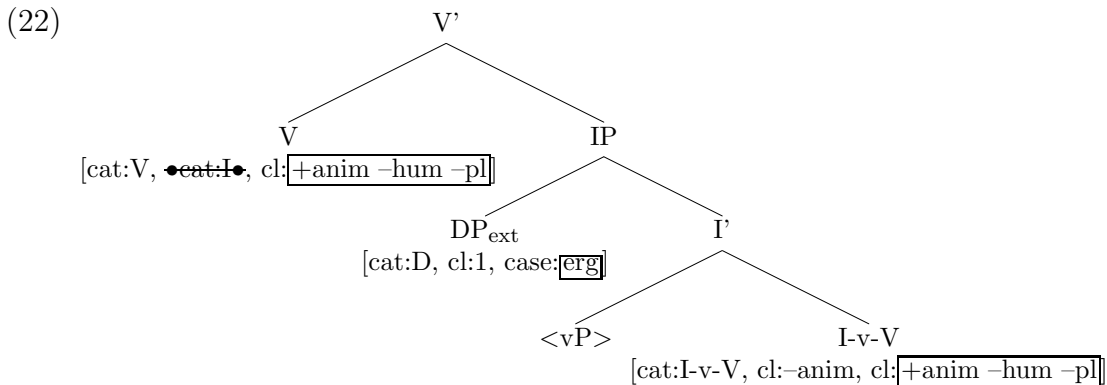 (22)
V'
V IP
[cat:V, •cat:I•, cl:+anim –hum –pl]
DPext I'
[cat:D, cl:1, case:erg]
<vP> I-v-V
[cat:I-v-V, cl:–anim, cl:+anim –hum –pl]